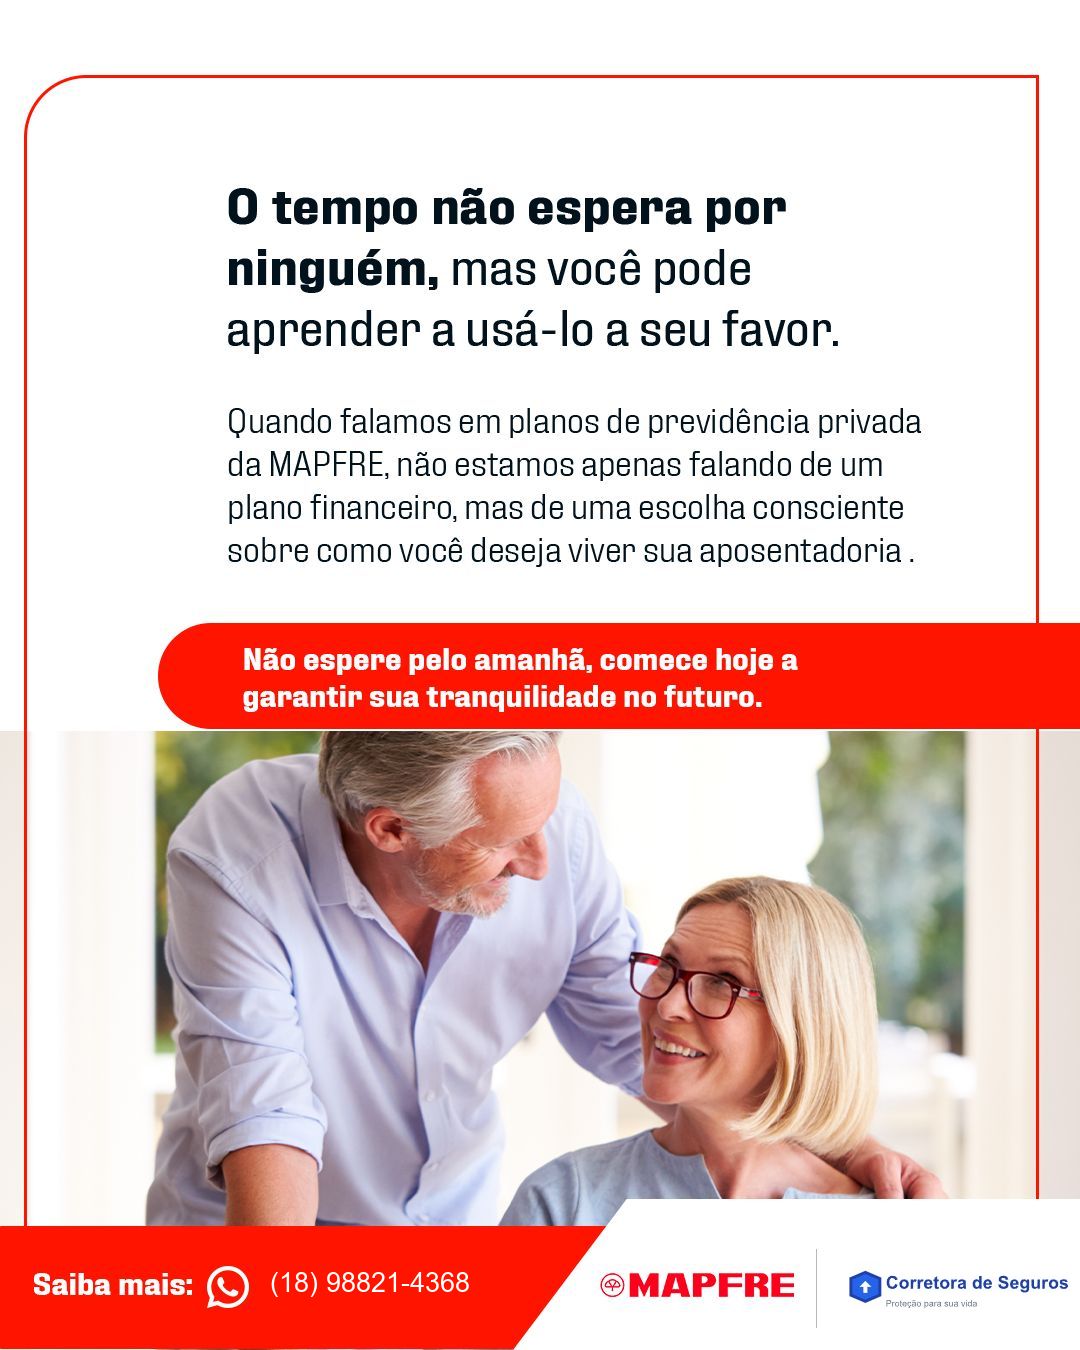 O tempo não espera por
ninguém, mas você pode
aprender a usá-lo a seu favor.
Quando falamos em planos de previdência privada
da MAPFRE, não estamos apenas falando de um
plano financeiro, mas de uma escolha consciente
sobre como você deseja viver sua aposentadoria .
Não espere pelo amanhã, comece hoje a
garantir sua tranquilidade no futuro.
Saiba mais: (18) 98821-4368
MAPFRE
Corretora de Seguros
Proteção para sua vida